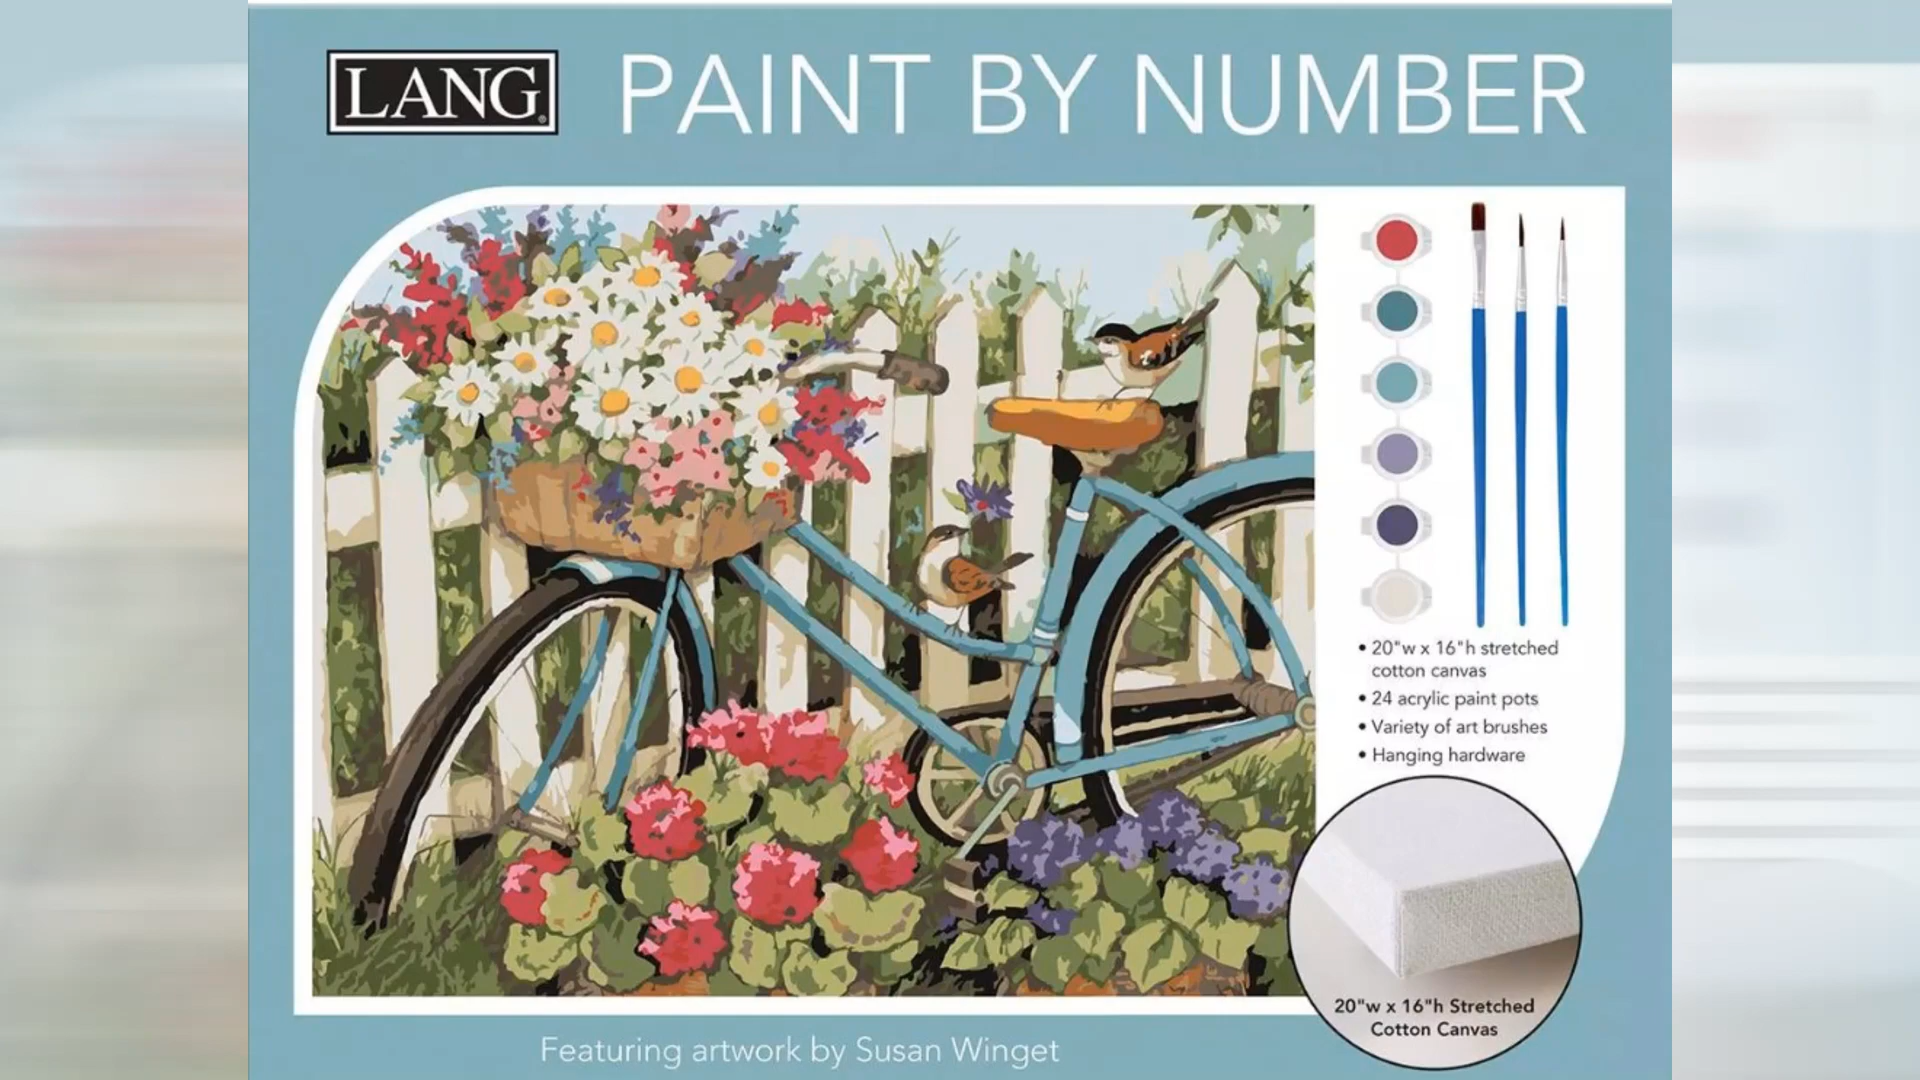 LANG
PAINT BY NUMBER
• 20"w x 16"h stretched
cotton canvas
• 24 acrylic paint pots
• Variety of art brushes
• Hanging hardware
20"w x 16"h Stretched
Cotton Canvas
Featuring artwork by Susan Winget